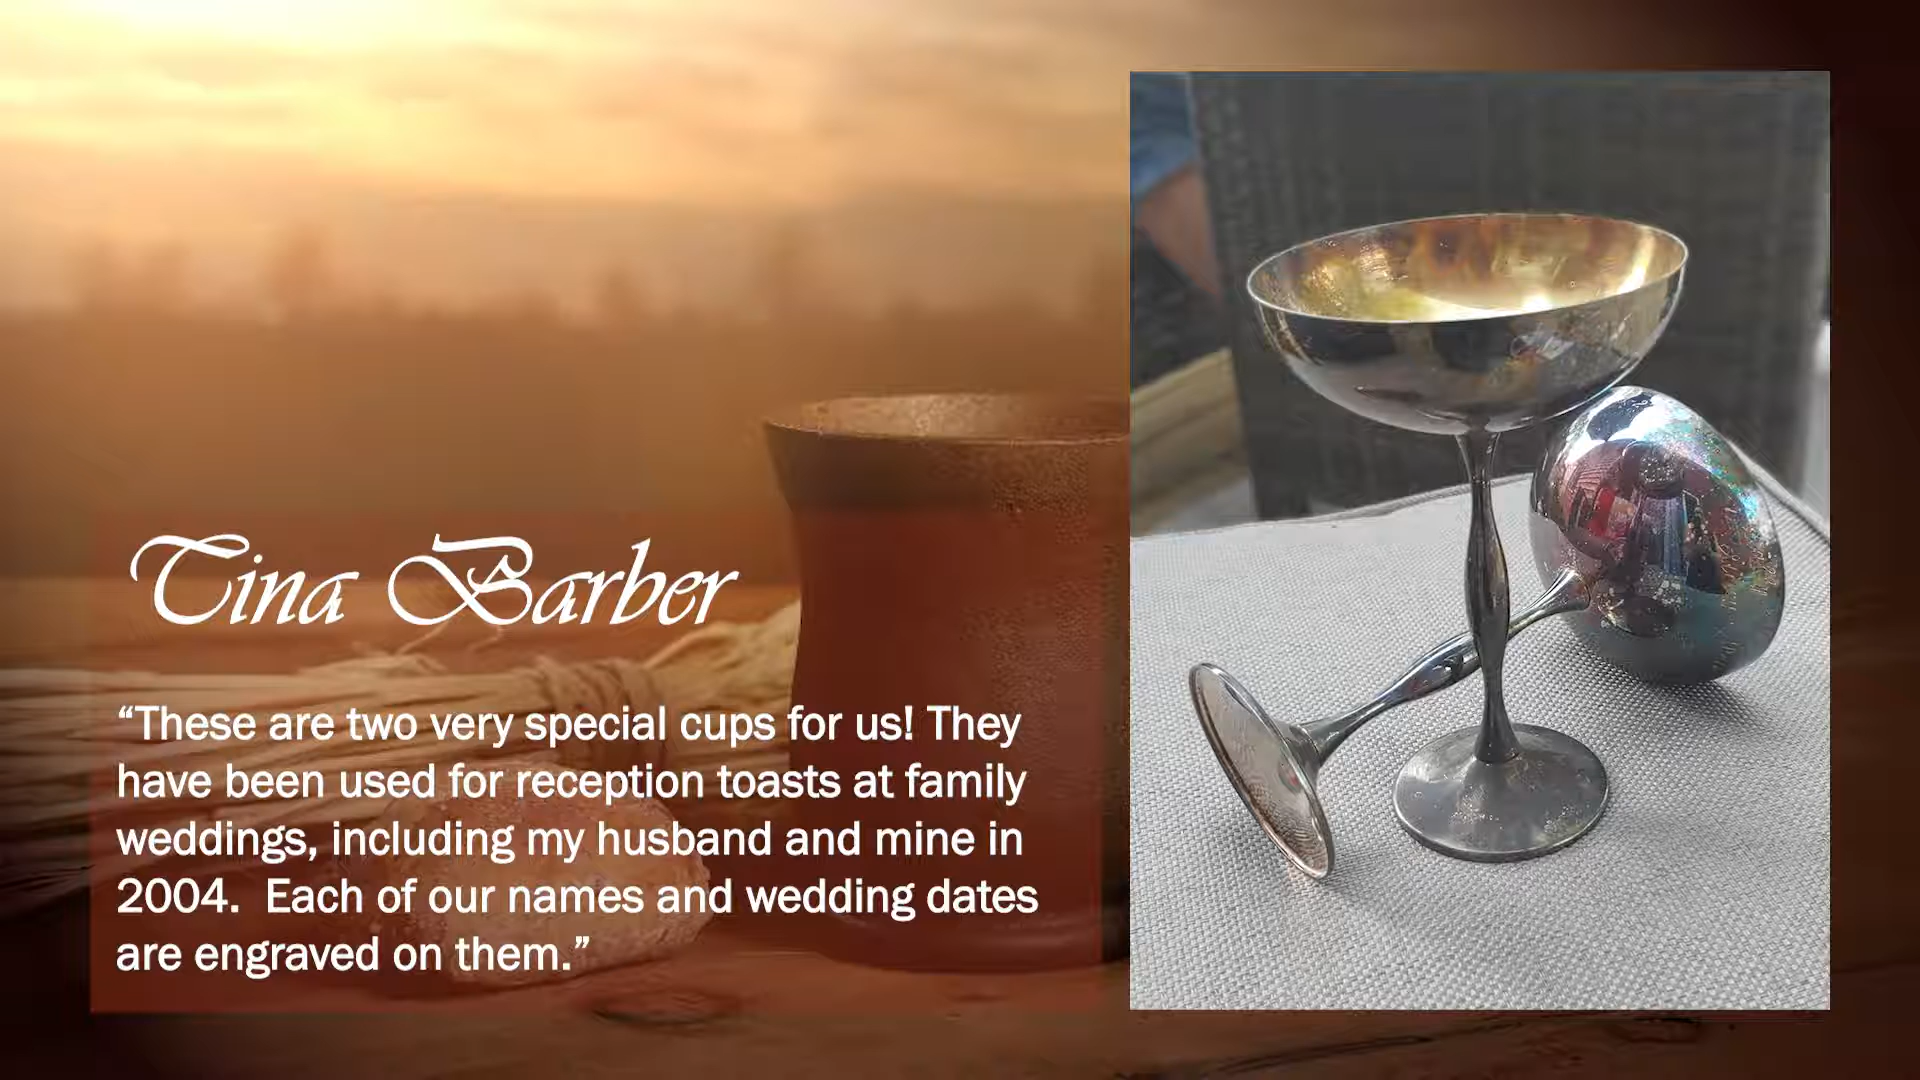 Tina Barber
“These are two very special cups for us! They
have been used for reception toasts at family
weddings, including my husband and mine in
2004.  Each of our names and wedding dates
are engraved on them.”